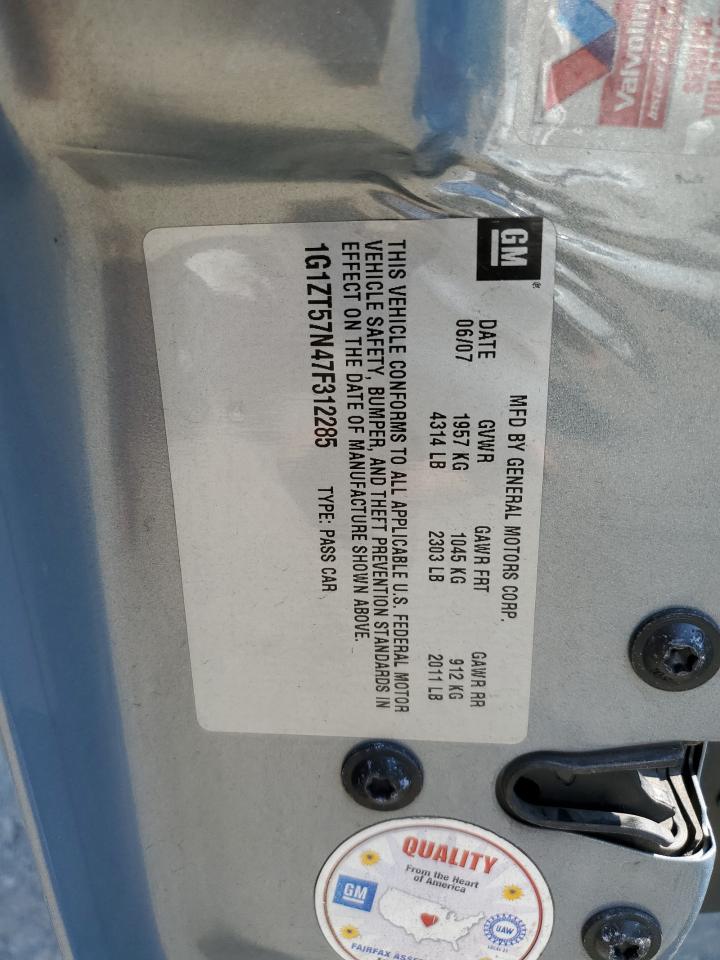 GM
MFD BY GENERAL MOTORS CORP.
DATE GVWR GAWR FRT GAWR RR
06/07 1957 KG 1045 KG 912 KG
4314 LB 2303 LB 2011 LB
THIS VEHICLE CONFORMS TO ALL APPLICABLE U.S. FEDERAL MOTOR
VEHICLE SAFETY, BUMPER, AND THEFT PREVENTION STANDARDS IN
EFFECT ON THE DATE OF MANUFACTURE SHOWN ABOVE.
1G1ZT57N47F312285 TYPE: PASS CAR
QUALITY
From the Heart
of America
GM
UAW
FAIRFAX